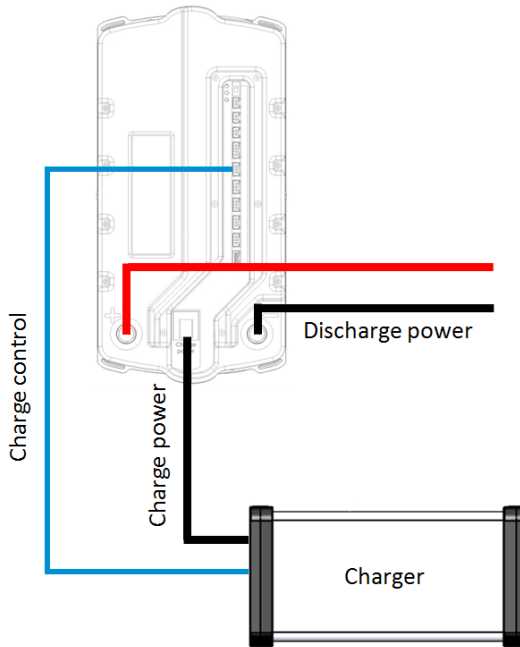 +
−
Discharge power
Charge control
Charge power
Charger